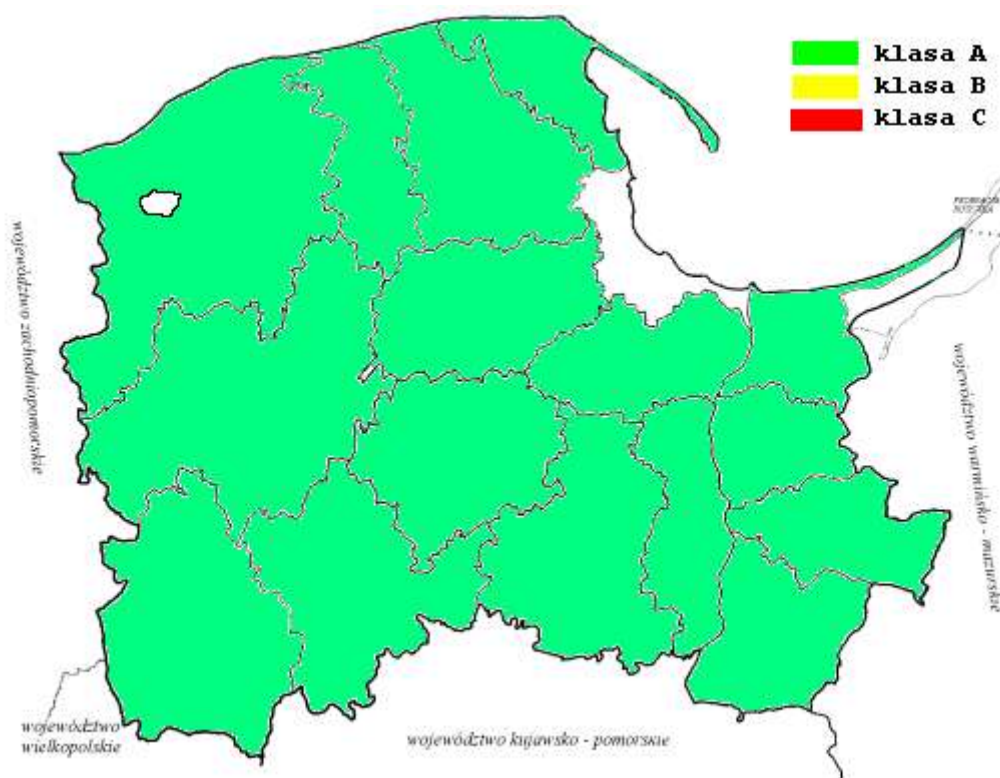 klasa A
klasa B
klasa C
województwo zachodniopomorskie
województwo warmińsko - mazurskie
województwo
wielkopolskie
województwo kujawsko - pomorskie